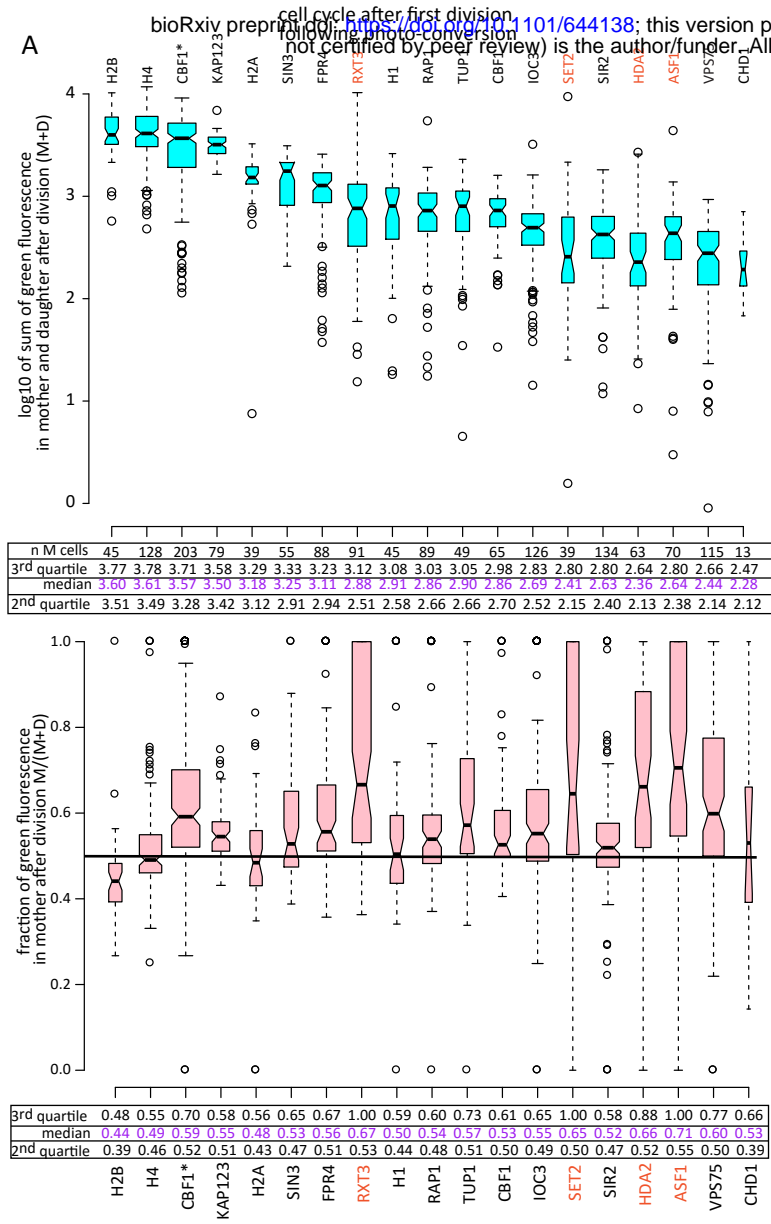 cell cycle after first division
bioRxiv preprint doi: https://doi.org/10.1101/644138; this version p
following photo-conversion
not certified by peer review) is the author/funder. All
A
H2B H4 CBF1* KAP123 H2A SIN3 FPR4 RXT3 H1 RAP1 TUP1 CBF1 IOC3 SET2 SIR2 HDA2 ASF1 VPS75 CHD1
log10 of sum of green fluorescence
in mother and daughter after division (M+D)
4
3
2
1
0
n M cells 45 128 203 79 39 55 88 91 45 89 49 65 126 39 134 63 70 115 13
3rd quartile 3.77 3.78 3.71 3.58 3.29 3.33 3.23 3.12 3.08 3.03 3.05 2.98 2.83 2.80 2.80 2.64 2.80 2.66 2.47
median 3.60 3.61 3.57 3.50 3.18 3.25 3.11 2.88 2.91 2.86 2.90 2.86 2.69 2.41 2.63 2.36 2.64 2.44 2.28
2nd quartile 3.51 3.49 3.28 3.42 3.12 2.91 2.94 2.51 2.58 2.66 2.66 2.70 2.52 2.15 2.40 2.13 2.38 2.14 2.12
fraction of green fluorescence
in mother after division M/(M+D)
1.0
0.8
0.6
0.4
0.2
0.0
3rd quartile 0.48 0.55 0.70 0.58 0.56 0.65 0.67 1.00 0.59 0.60 0.73 0.61 0.65 1.00 0.58 0.88 1.00 0.77 0.66
median 0.44 0.49 0.59 0.55 0.48 0.53 0.56 0.67 0.50 0.54 0.57 0.53 0.55 0.65 0.52 0.66 0.71 0.60 0.53
2nd quartile 0.39 0.46 0.52 0.51 0.43 0.47 0.51 0.53 0.44 0.48 0.51 0.50 0.49 0.50 0.47 0.52 0.55 0.50 0.39
H2B H4 CBF1* KAP123 H2A SIN3 FPR4 RXT3 H1 RAP1 TUP1 CBF1 IOC3 SET2 SIR2 HDA2 ASF1 VPS75 CHD1